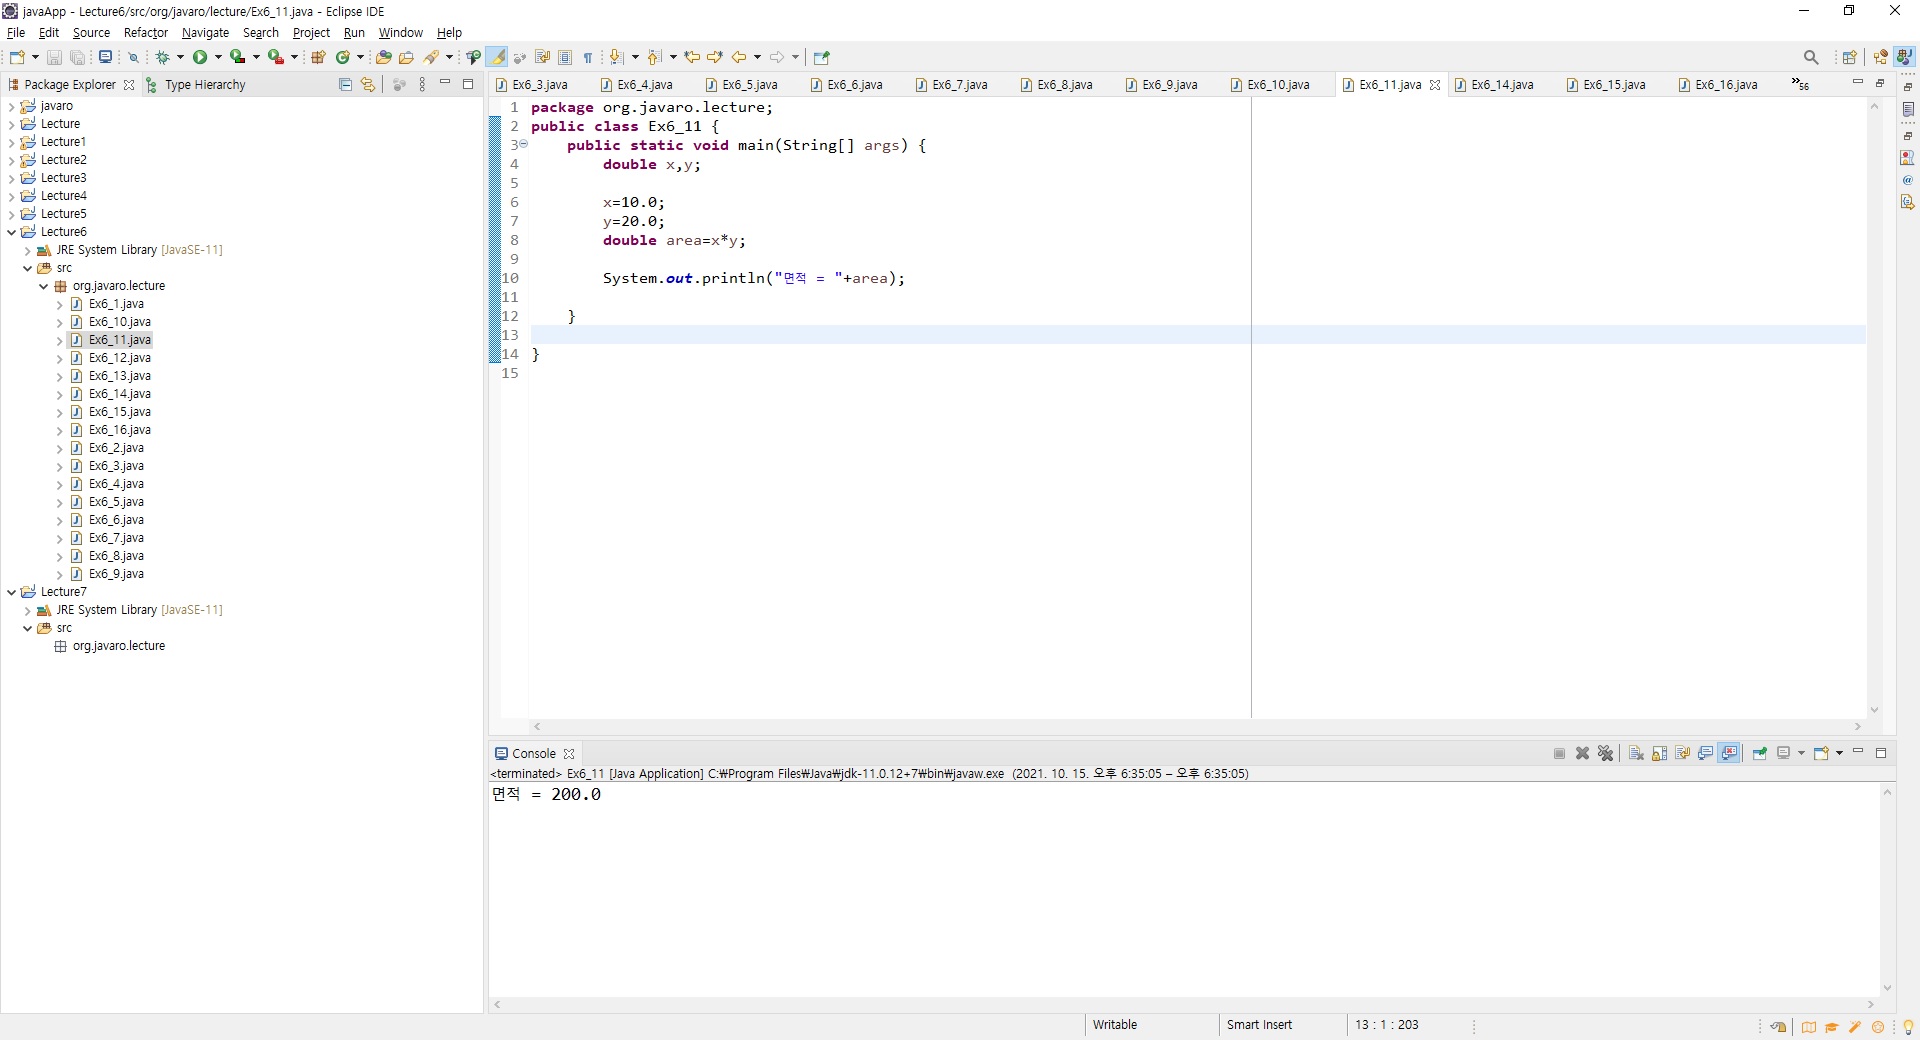 javaApp - Lecture6/src/org/javaro/lecture/Ex6_11.java - Eclipse IDE
File Edit Source Refactor Navigate Search Project Run Window Help
Package Explorer Type Hierarchy
javaro
Lecture
Lecture1
Lecture2
Lecture3
Lecture4
Lecture5
Lecture6
JRE System Library [JavaSE-11]
src
org.javaro.lecture
Ex6_1.java
Ex6_10.java
Ex6_11.java
Ex6_12.java
Ex6_13.java
Ex6_14.java
Ex6_15.java
Ex6_16.java
Ex6_2.java
Ex6_3.java
Ex6_4.java
Ex6_5.java
Ex6_6.java
Ex6_7.java
Ex6_8.java
Ex6_9.java
Lecture7
JRE System Library [JavaSE-11]
src
org.javaro.lecture
Ex6_3.java Ex6_4.java Ex6_5.java Ex6_6.java Ex6_7.java Ex6_8.java Ex6_9.java Ex6_10.java Ex6_11.java Ex6_14.java Ex6_15.java Ex6_16.java »56
1 package org.javaro.lecture;
2 public class Ex6_11 {
3 public static void main(String[] args) {
4 double x,y;
5
6 x=10.0;
7 y=20.0;
8 double area=x*y;
9
10 System.out.println("면적 = "+area);
11
12 }
13
14 }
15
Console
<terminated> Ex6_11 [Java Application] C:₩Program Files₩Java₩jdk-11.0.12+7₩bin₩javaw.exe (2021. 10. 15. 오후 6:35:05 – 오후 6:35:05)
면적 = 200.0
Writable Smart Insert 13 : 1 : 203